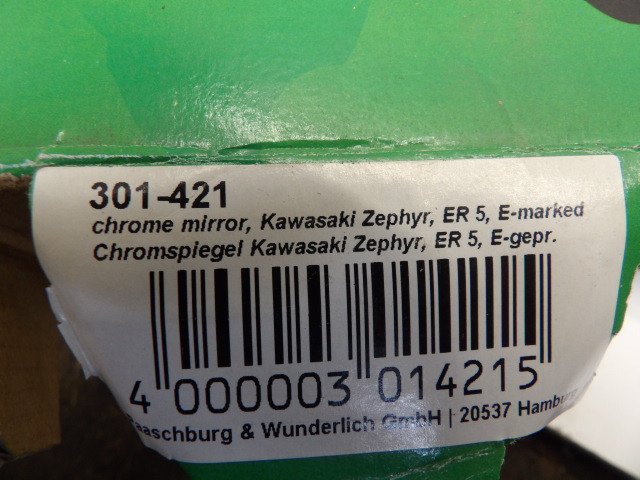 301-421
chrome mirror, Kawasaki Zephyr, ER 5, E-marked
Chromspiegel Kawasaki Zephyr, ER 5, E-gepr.
4 000003 014215
& Wunderlich GmbH | 20537